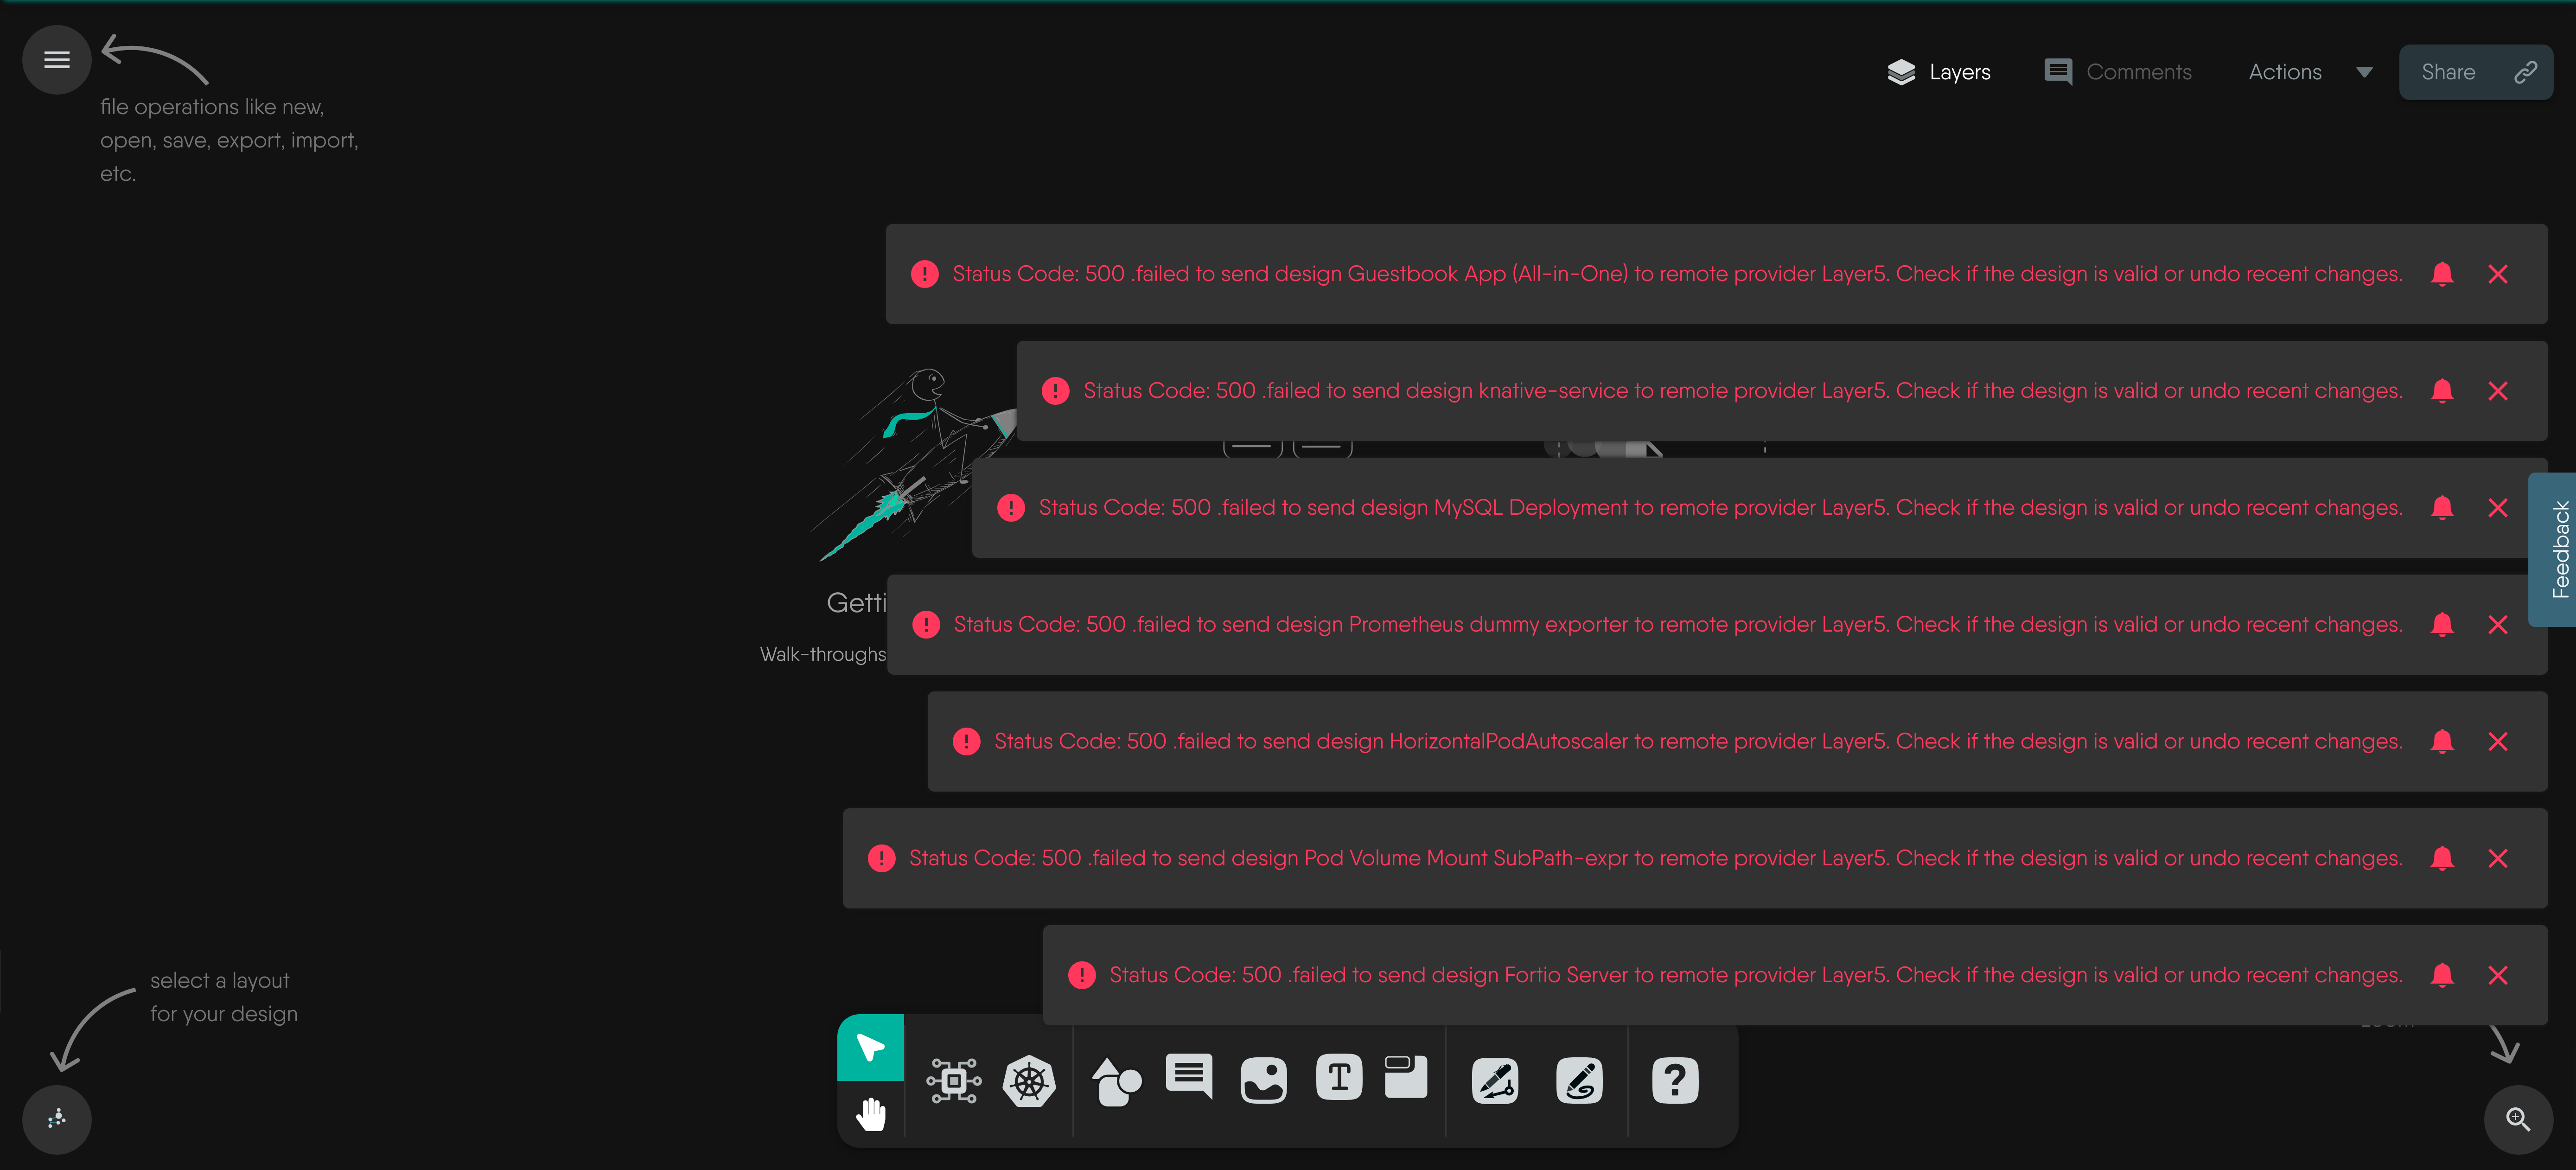 file operations like new,
open, save, export, import,
etc.
Layers
Comments
Actions
Share
Status Code: 500 .failed to send design Guestbook App (All-in-One) to remote provider Layer5. Check if the design is valid or undo recent changes.
Status Code: 500 .failed to send design knative-service to remote provider Layer5. Check if the design is valid or undo recent changes.
Status Code: 500 .failed to send design MySQL Deployment to remote provider Layer5. Check if the design is valid or undo recent changes.
Feedback
Getti
Status Code: 500 .failed to send design Prometheus dummy exporter to remote provider Layer5. Check if the design is valid or undo recent changes.
Walk-throughs
Status Code: 500 .failed to send design HorizontalPodAutoscaler to remote provider Layer5. Check if the design is valid or undo recent changes.
Status Code: 500 .failed to send design Pod Volume Mount SubPath-expr to remote provider Layer5. Check if the design is valid or undo recent changes.
Status Code: 500 .failed to send design Fortio Server to remote provider Layer5. Check if the design is valid or undo recent changes.
select a layout
for your design
T
?